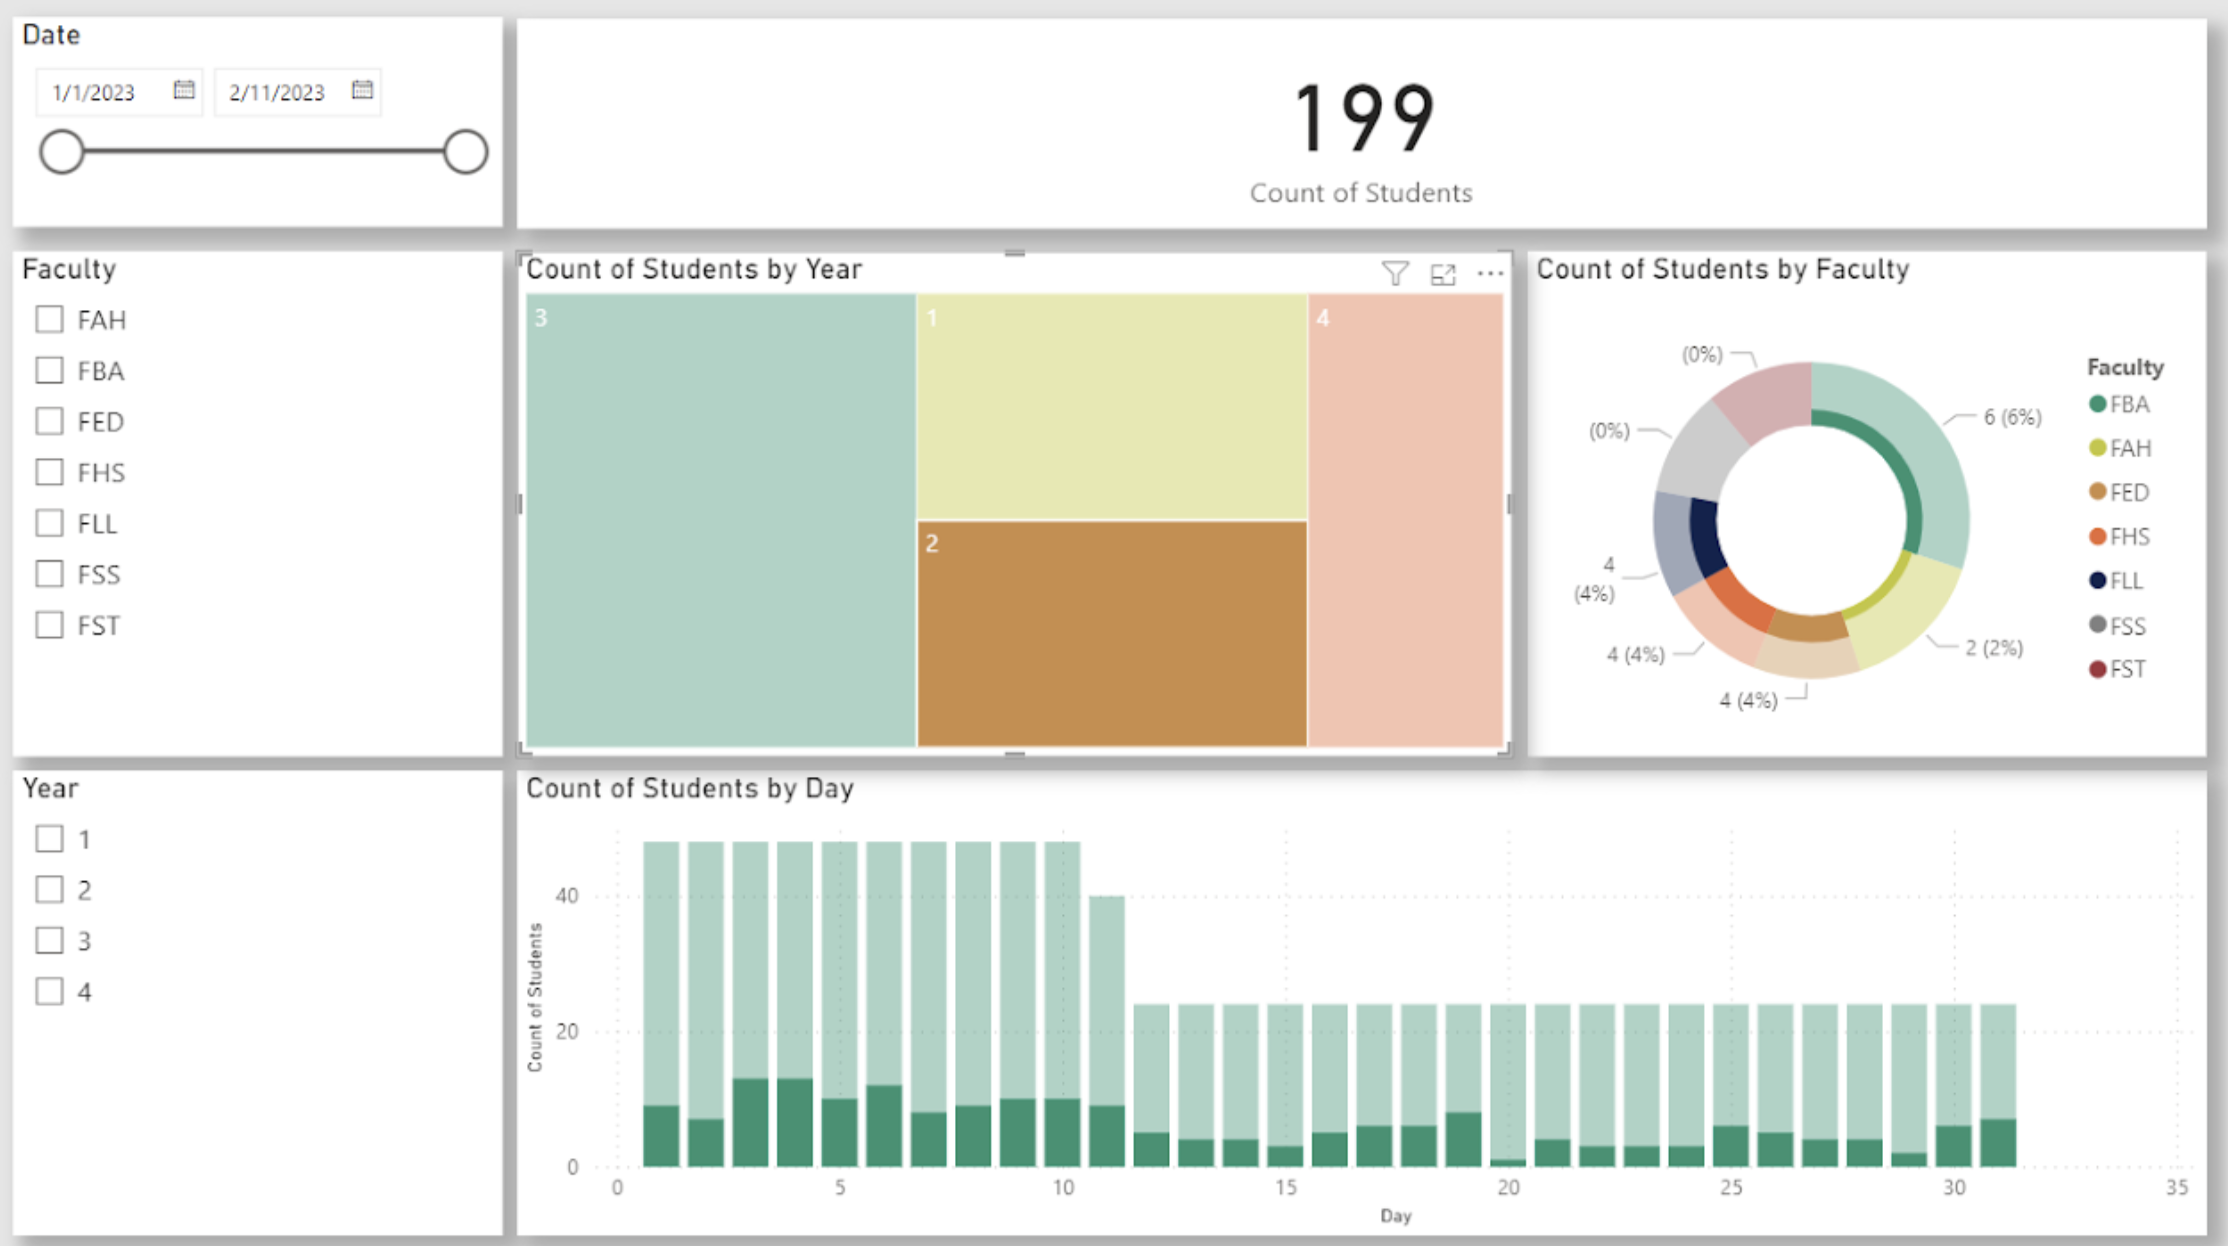 Date
1/1/2023
2/11/2023
199
Count of Students
Faculty
FAH
FBA
FED
FHS
FLL
FSS
FST
Count of Students by Year
3
1
4
2
Count of Students by Faculty
(0%)
(0%)
6 (6%)
4
(4%)
4 (4%)
4 (4%)
2 (2%)
Faculty
FBA
FAH
FED
FHS
FLL
FSS
FST
Year
1
2
3
4
Count of Students by Day
Count of Students
40
20
0
0 5 10 15 20 25 30 35
Day